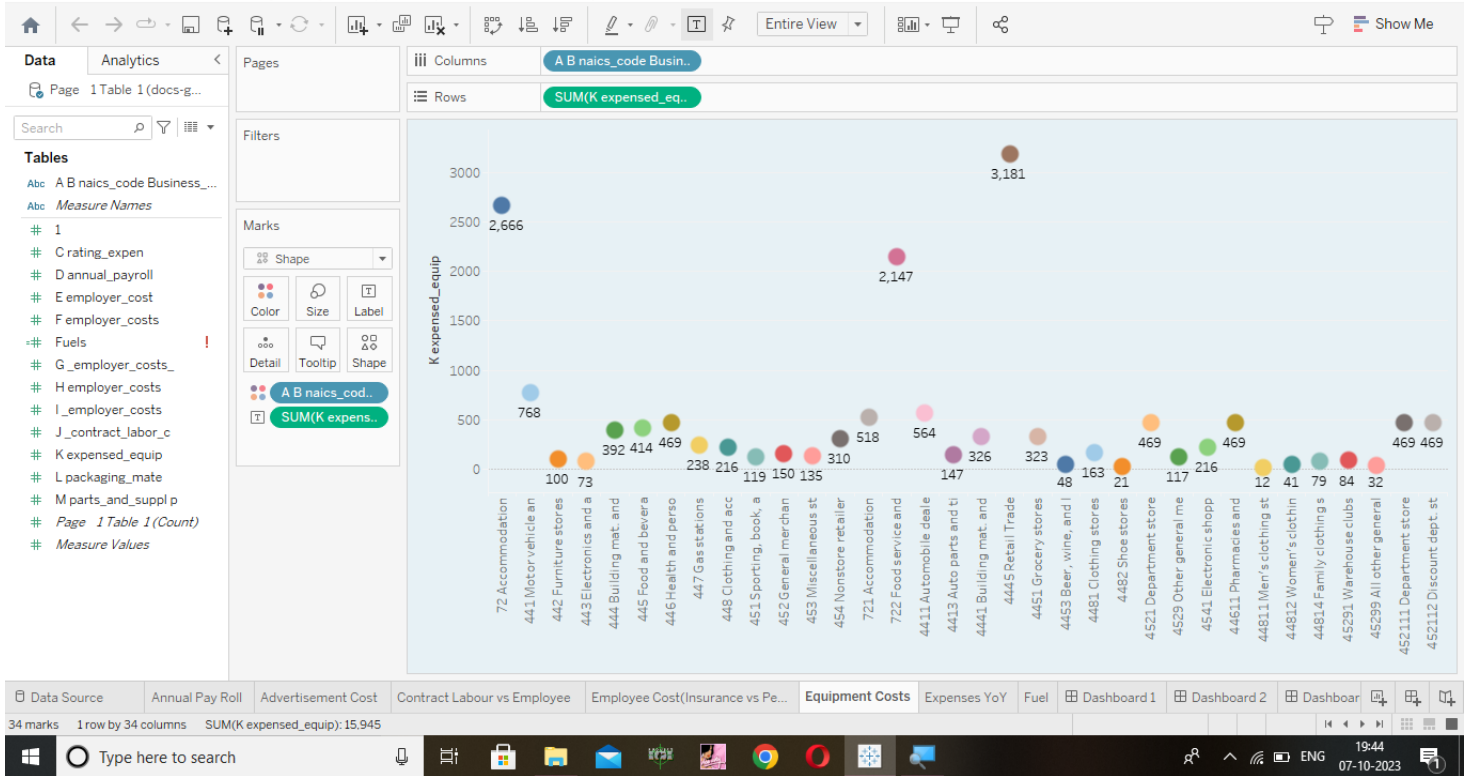 Entire View
Show Me
Data
Analytics
Page 1 Table 1 (docs-g...
Search
Tables
Abc A B naics_code Business_...
Abc Measure Names
# 1
# C rating_expen
# D annual_payroll
# E employer_cost
# F employer_costs
=# Fuels !
# G _employer_costs_
# H employer_costs
# I _employer_costs
# J _contract_labor_c
# K expensed_equip
# L packaging_mate
# M parts_and_suppl p
# Page 1 Table 1 (Count)
# Measure Values
Pages
Filters
Marks
Shape
Color Size Label
Detail Tooltip Shape
A B naics_cod..
T SUM(K expens..
iii Columns A B naics_code Busin..
Rows SUM(K expensed_eq..
K expensed_equip
3000
2500
2000
1500
1000
500
0
2,666
768
100
73
392
414
469
238
216
119
150
135
310
518
2,147
564
147
326
3,181
323
48
163
21
469
117
216
469
12
41
79
84
32
469
469
72 Accommodation
441 Motor vehicle an
442 Furniture stores
443 Electronics and a
444 Building mat. and
445 Food and bevera
446 Health and perso
447 Gas stations
448 Clothing and acc
451 Sporting, book, a
452 General merchan
453 Miscellaneous st
454 Nonstore retailer
721 Accommodation
722 Food service and
4411 Automobile deale
4413 Auto parts and ti
4441 Building mat. and
4445 Retail Trade
4451 Grocery stores
4453 Beer, wine, and l
4481 Clothing stores
4482 Shoe stores
4521 Department store
4529 Other general me
4541 Electronic shopp
44611 Pharmacies and
44811 Men's clothing st
44812 Women's clothin
44814 Family clothing s
45291 Warehouse clubs
45299 All other general
452111 Department store
452112 Discount dept. st
Data Source Annual Pay Roll Advertisement Cost Contract Labour vs Employee Employee Cost(Insurance vs Pe... Equipment Costs Expenses YoY Fuel Dashboard 1 Dashboard 2 Dashboar
34 marks 1 row by 34 columns SUM(K expensed_equip): 15,945
Type here to search
ENG
19:44
07-10-2023
1